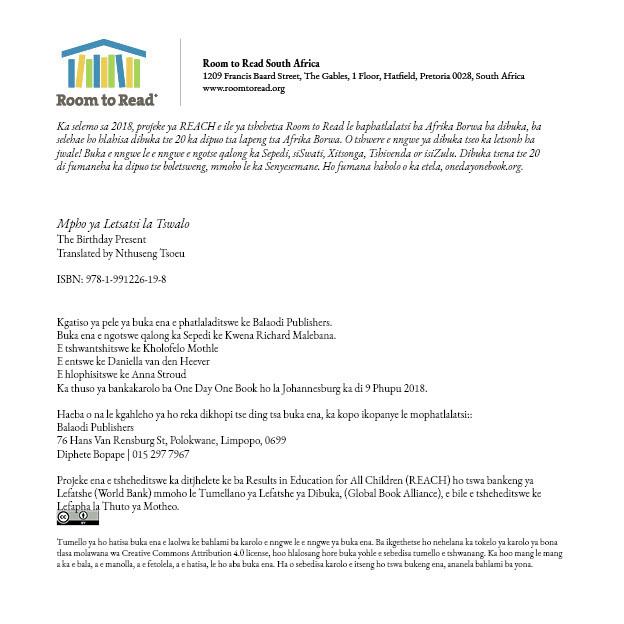 Room to Read®
Room to Read South Africa
1209 Francis Baard Street, The Gables, 1 Floor, Hatfield, Pretoria 0028, South Africa
www.roomtoread.org
Ka selemo sa 2018, projeke ya REACH e ile ya tshehetsa Room to Read le baphatlalatsi ba Afrika Borwa ba dibuka, ba
selehae ho hlahisa dibuka tse 20 ka dipuo tsa lapeng tsa Afrika Borwa. O tshwere e nngwe ya dibuka tseo ka letsonh ba
jwale! Buka e nngwe le e nngwe e ngotse qalong ka Sepedi, siSwati, Xitsonga, Tshivenda or isiZulu. Dibuka tsena tse 20
di fumaneha ka dipuo tse boletsweng, mmoho le ka Senyesemane. Ho fumana haholo o ka etela, onedayonebook.org.
Mpho ya Letsatsi la Tswalo
The Birthday Present
Translated by Nthuseng Tsoeu
ISBN: 978-1-991226-19-8
Kgatiso ya pele ya buka ena e phatlaladitswe ke Balaodi Publishers.
Buka ena e ngotswe qalong ka Sepedi ke Kwena Richard Malebana.
E tshwantshitswe ke Kholofelo Mothle
E entswe ke Daniella van den Heever
E hlophisitswe ke Anna Stroud
Ka thuso ya bankakarolo ba One Day One Book ho la Johannesburg ka di 9 Phupu 2018.
Haeba o na le kgahleho ya ho reka dikhopi tse ding tsa buka ena, ka kopo ikopanye le mophatlalatsi::
Balaodi Publishers
76 Hans Van Rensburg St, Polokwane, Limpopo, 0699
Diphete Bopape | 015 297 7967
Projeke ena e tsheheditswe ka ditjhelete ke ba Results in Education for All Children (REACH) ho tswa bankeng ya
Lefatshe (World Bank) mmoho le Tumellano ya Lefatshe ya Dibuka, (Global Book Alliance), e bile e tsheheditswe ke
Lefapha la Thuto ya Motheo.
cc BY
Tumello ya ho hatisa buka ena e laolwa ke bahlami ba karolo e nngwe le e nngwe ya buka ena. Ba ikgethetse ho nehelana ka tokelo ya karolo ya bona
tlasa molawana wa Creative Commons Attribution 4.0 license, hoo hlalosang hore buka yohle e sebedisa tumello e tshwanang. Ka hoo mang le mang
a ka e bala, a e manolla, a e fetolela, a e hatisa, le ho aba buka ena. Ha o sebedisa karolo e itseng ho tswa bukeng ena, ananela bahlami ba yona.